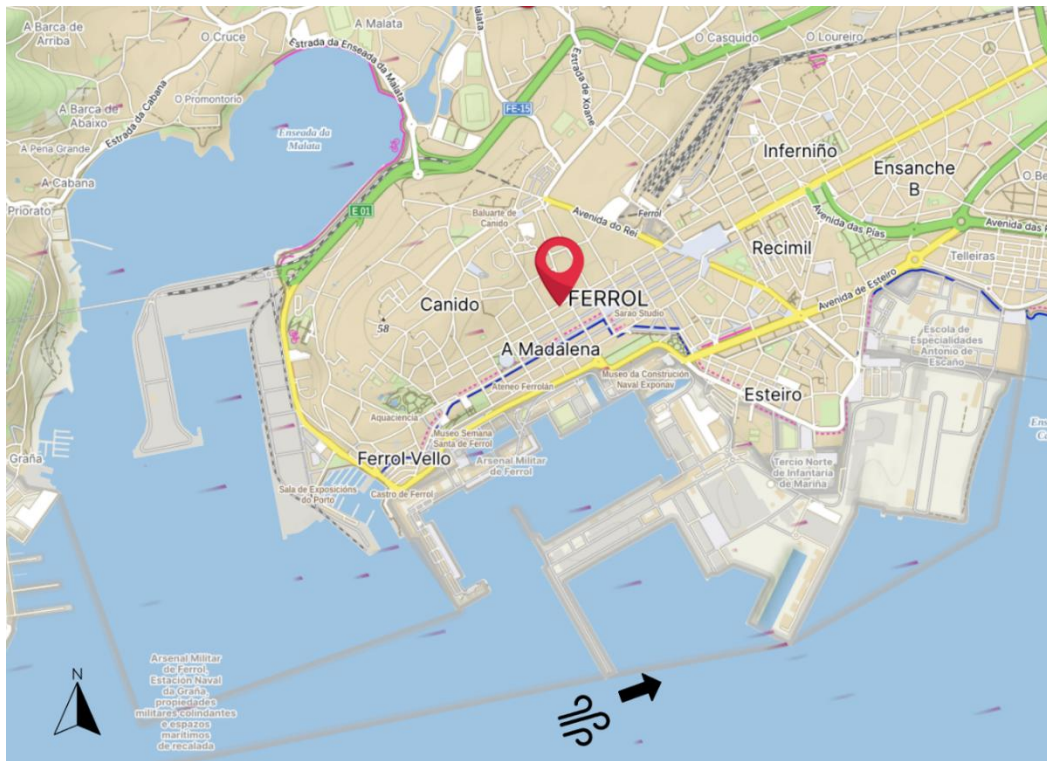 A Barca de
Arriba
O Cruce
A Malata
Estrada da Enseada da Malata
Malata
Estrada de Xoane
O Casquido
O Loureiro
A Barca de
Abaixo
O Promontorio
Estrada da Cabana
A Pena Grande
Enseada da
Malata
FE-15
Inferniño
Ensanche
B
A Cabana
Priorato
E 01
Baluarte de
Canido
Avenida do Rei
Ferrol
Recimil
Avenida das Pías
Avenida das
Telleiras
Avenida de Esteiro
Canido
58
FERROL
Sarao Studio
A Madalena
Ateneo Ferrolán
Museo da Construción
Naval Exponav
Escola de
Especialidades
Antonio de
Escaño
Esteiro
Aquaciencia
Museo Semana
Santa de Ferrol
Ferrol Vello
Arsenal Militar
de Ferrol
Tercio Norte
de Infantaría
de Mariña
Graña
Sala de Exposicións
do Porto
Castro de Ferrol
Arsenal Militar
de Ferrol,
Estación Naval
da Graña,
propiedades
militares colindantes
e espazos
marítimos
de recalada
N